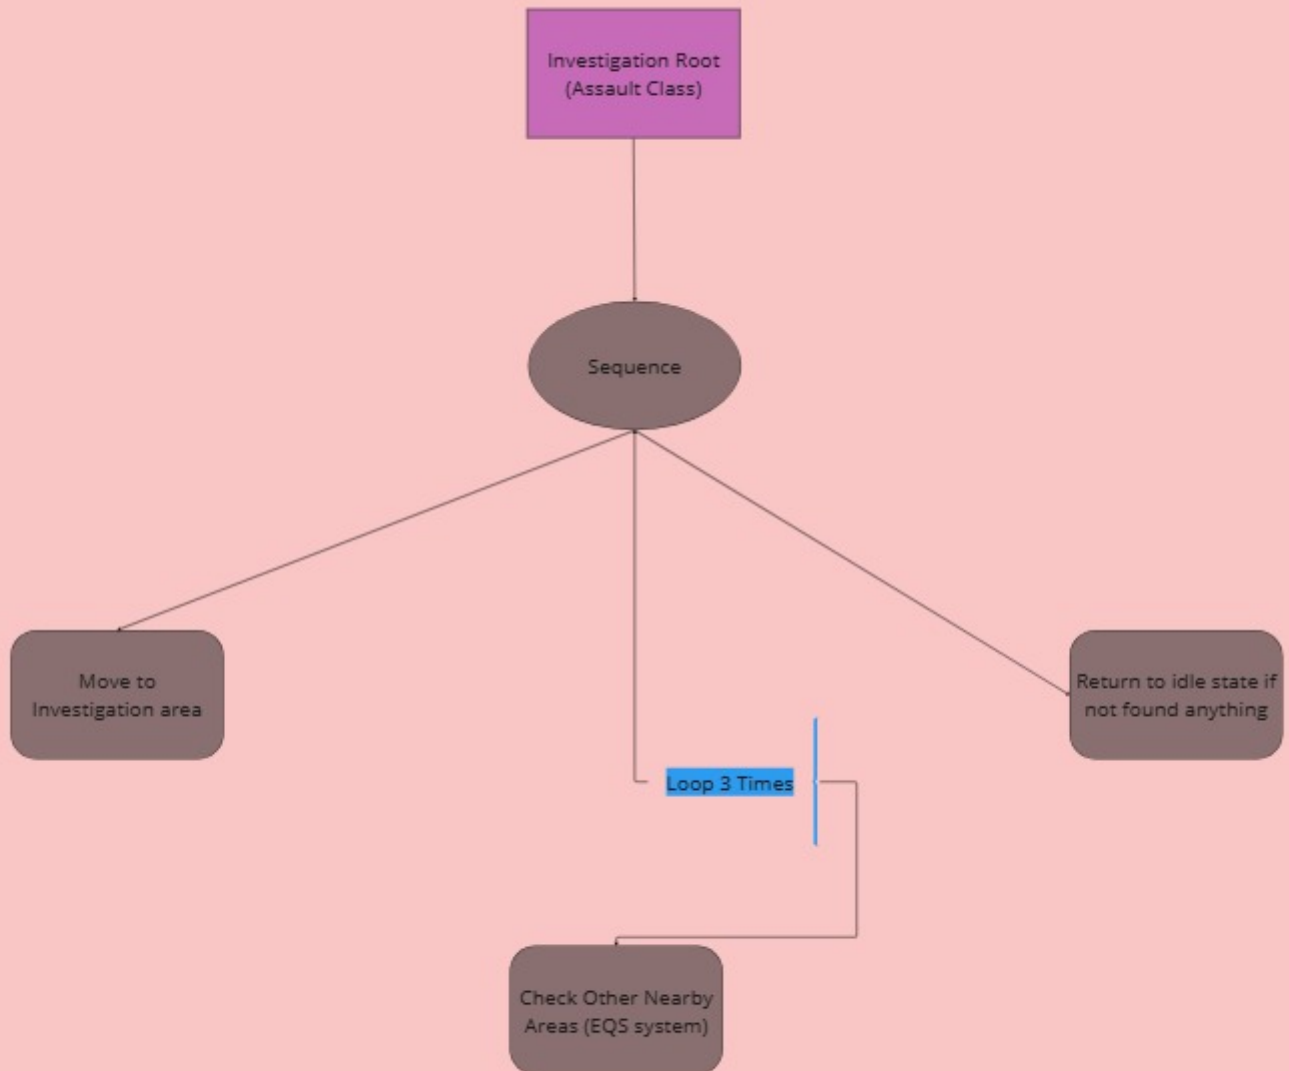 Investigation Root
(Assault Class)
Sequence
Move to
Investigation area
Return to idle state if
not found anything
Loop 3 Times
Check Other Nearby
Areas (EQS system)